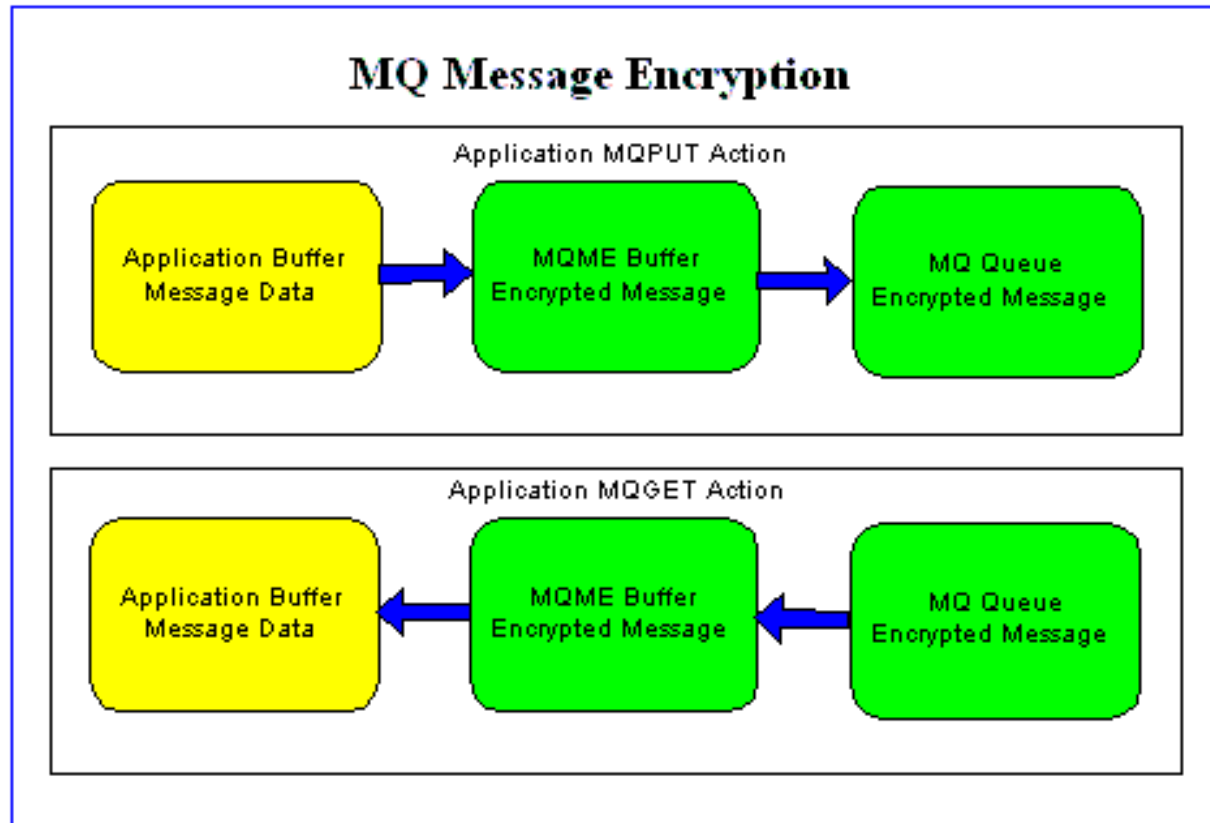 MQ Message Encryption
Application MQPUT Action
Application Buffer
Message Data
MQME Buffer
Encrypted Message
MQ Queue
Encrypted Message
Application MQGET Action
Application Buffer
Message Data
MQME Buffer
Encrypted Message
MQ Queue
Encrypted Message